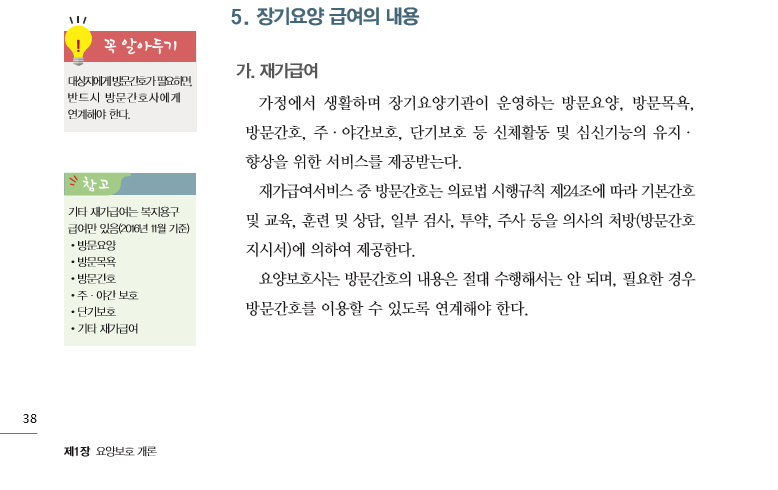 5. 장기요양 급여의 내용
꼭 알아두기
대상자에게 방문간호가 필요하면,
반드시 방문간호사에게
연계해야 한다.
참고
기타 재가급여는 복지용구
급여만 있음(2016년 11월 기준)
•방문요양
•방문목욕
•방문간호
•주·야간 보호
•단기보호
•기타 재가급여
가. 재가급여
가정에서 생활하며 장기요양기관이 운영하는 방문요양, 방문목욕,
방문간호, 주·야간보호, 단기보호 등 신체활동 및 심신기능의 유지·
향상을 위한 서비스를 제공받는다.
재가급여서비스 중 방문간호는 의료법 시행규칙 제24조에 따라 기본간호
및 교육, 훈련 및 상담, 일부 검사, 투약, 주사 등을 의사의 처방(방문간호
지시서)에 의하여 제공한다.
요양보호사는 방문간호의 내용은 절대 수행해서는 안 되며, 필요한 경우
방문간호를 이용할 수 있도록 연계해야 한다.
38
제1장 요양보호 개론